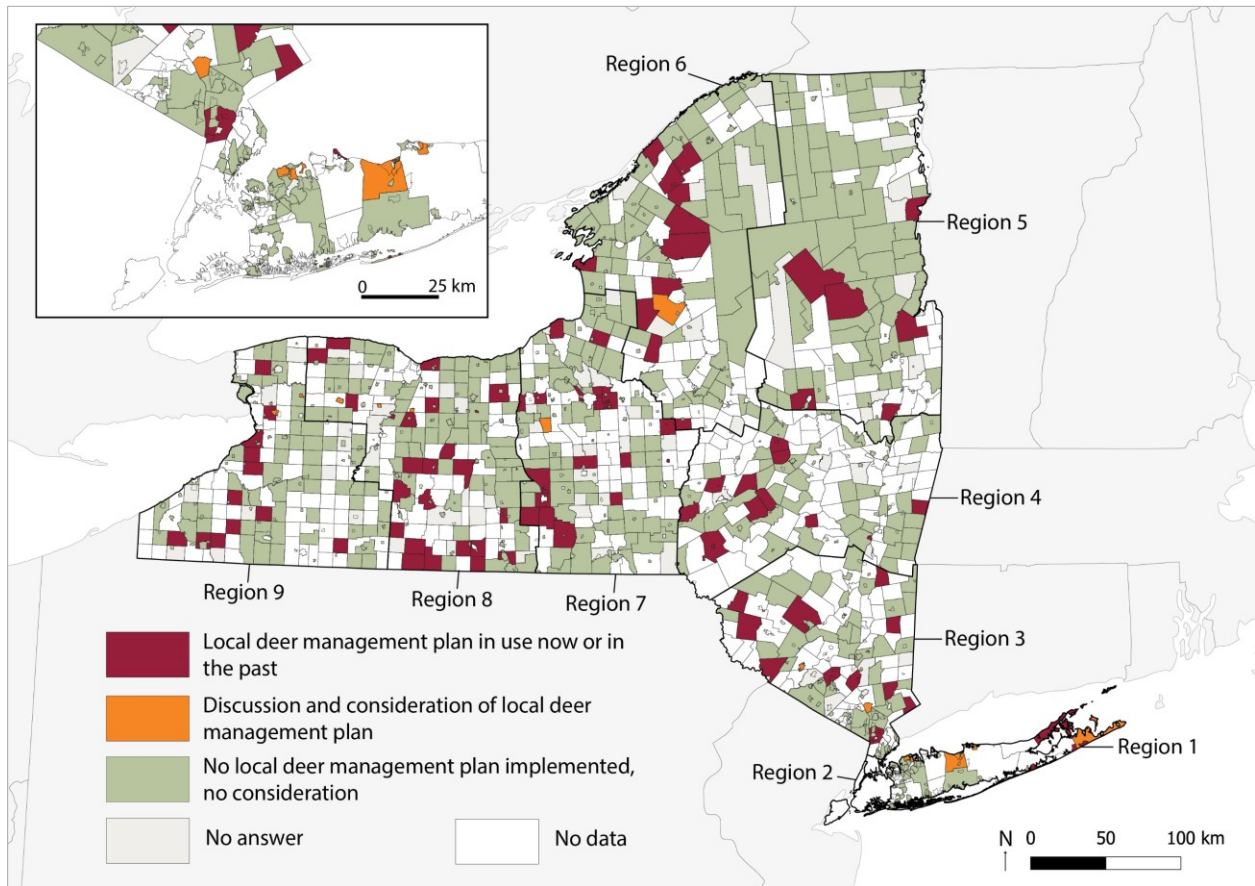 0 25 km
Region 6
Region 5
Region 4
Region 9
Region 8
Region 7
Region 3
Region 1
Region 2
Local deer management plan in use now or in
the past
Discussion and consideration of local deer
management plan
No local deer management plan implemented,
no consideration
No answer
No data
N
0 50 100 km